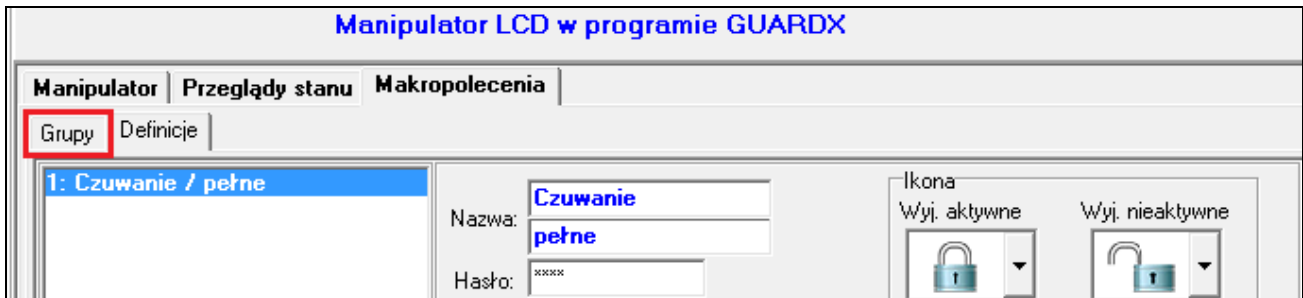 Manipulator LCD w programie GUARDX
Manipulator Przeglądy stanu Makropolecenia
Grupy Definicje
1: Czuwanie / pełne
Nazwa: Czuwanie
pełne
Hasło: ****
Ikona
Wyj. aktywne Wyj. nieaktywne